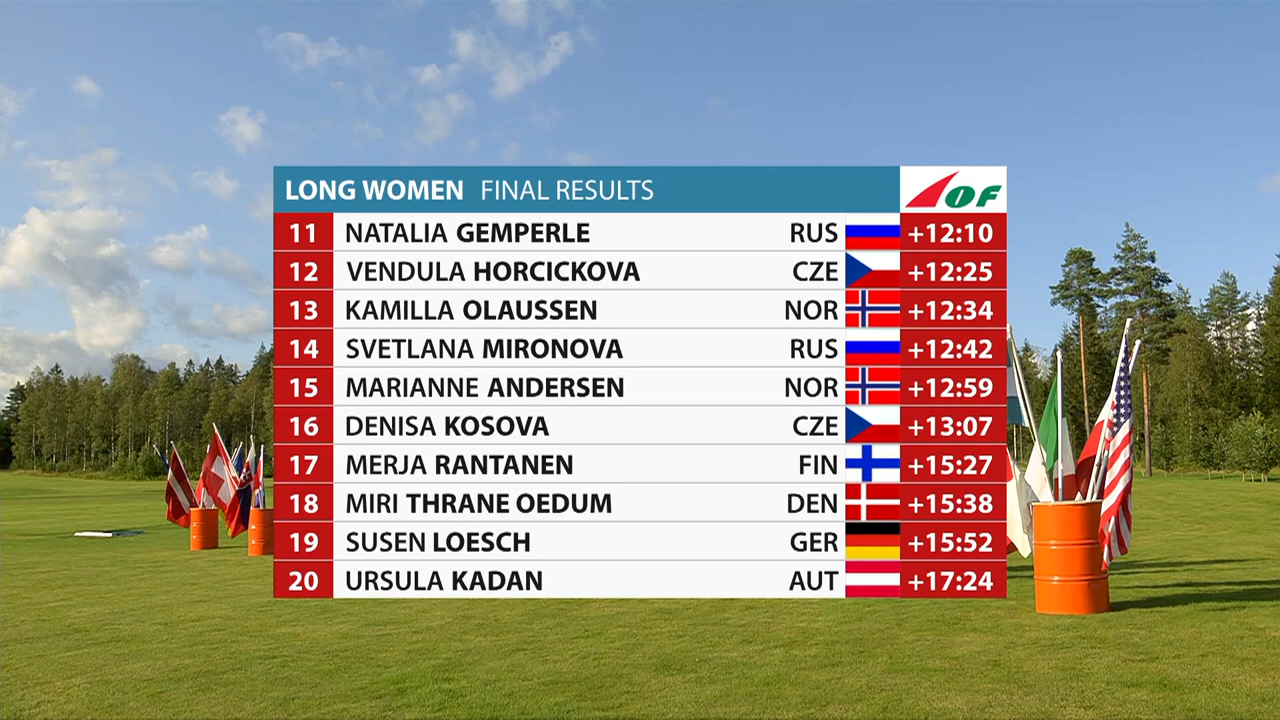 LONG WOMEN FINAL RESULTS IOF
11 NATALIA GEMPERLE RUS +12:10
12 VENDULA HORCICKOVA CZE +12:25
13 KAMILLA OLAUSSEN NOR +12:34
14 SVETLANA MIRONOVA RUS +12:42
15 MARIANNE ANDERSEN NOR +12:59
16 DENISA KOSOVA CZE +13:07
17 MERJA RANTANEN FIN +15:27
18 MIRI THRANE OEDUM DEN +15:38
19 SUSEN LOESCH GER +15:52
20 URSULA KADAN AUT +17:24